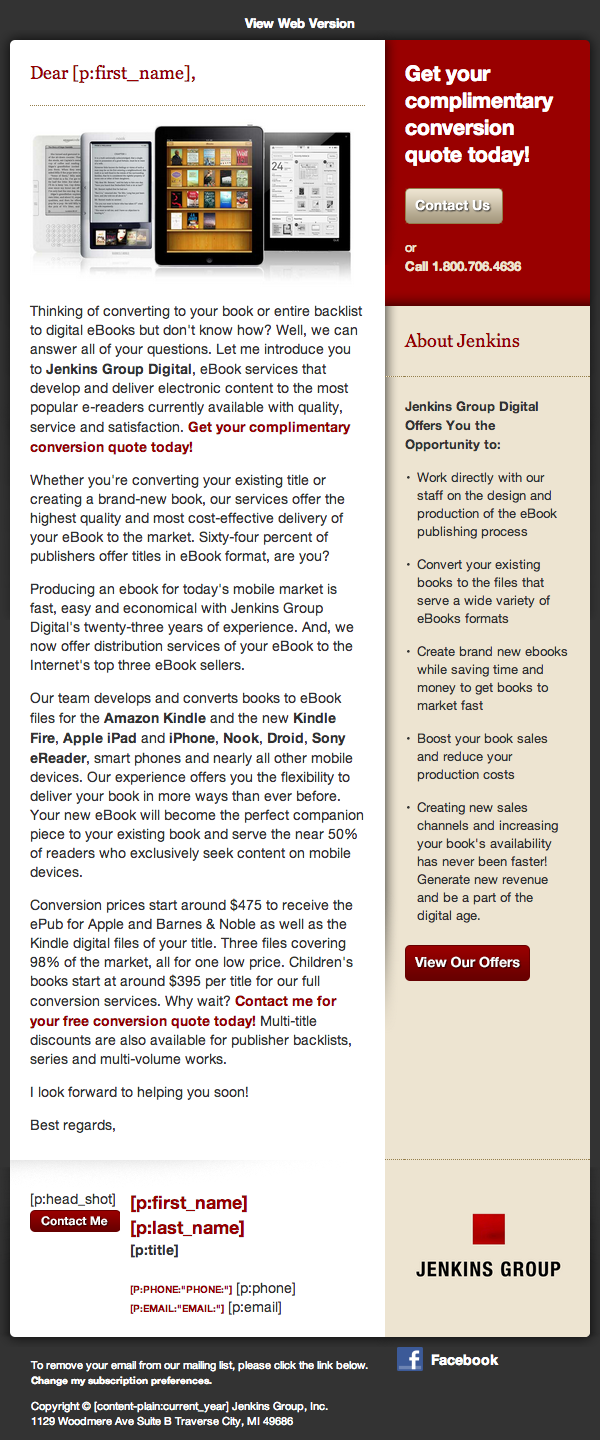 View Web Version
Dear [p:first_name],
Thinking of converting to your book or entire backlist
to digital eBooks but don't know how? Well, we can
answer all of your questions. Let me introduce you
to Jenkins Group Digital, eBook services that
develop and deliver electronic content to the most
popular e-readers currently available with quality,
service and satisfaction. Get your complimentary
conversion quote today!
Whether you're converting your existing title or
creating a brand-new book, our services offer the
highest quality and most cost-effective delivery of
your eBook to the market. Sixty-four percent of
publishers offer titles in eBook format, are you?
Producing an ebook for today's mobile market is
fast, easy and economical with Jenkins Group
Digital's twenty-three years of experience. And, we
now offer distribution services of your eBook to the
Internet's top three eBook sellers.
Our team develops and converts books to eBook
files for the Amazon Kindle and the new Kindle
Fire, Apple iPad and iPhone, Nook, Droid, Sony
eReader, smart phones and nearly all other mobile
devices. Our experience offers you the flexibility to
deliver your book in more ways than ever before.
Your new eBook will become the perfect companion
piece to your existing book and serve the near 50%
of readers who exclusively seek content on mobile
devices.
Conversion prices start around $475 to receive the
ePub for Apple and Barnes & Noble as well as the
Kindle digital files of your title. Three files covering
98% of the market, all for one low price. Children's
books start at around $395 per title for our full
conversion services. Why wait? Contact me for
your free conversion quote today! Multi-title
discounts are also available for publisher backlists,
series and multi-volume works.
I look forward to helping you soon!
Best regards,
[p:head_shot]
Contact Me
[p:first_name]
[p:last_name]
[p:title]
[P:PHONE:"PHONE:"] [p:phone]
[P:EMAIL:"EMAIL:"] [p:email]
Get your
complimentary
conversion
quote today!
Contact Us
or
Call 1.800.706.4636
About Jenkins
Jenkins Group Digital
Offers You the
Opportunity to:
• Work directly with our
staff on the design and
production of the eBook
publishing process
• Convert your existing
books to the files that
serve a wide variety of
eBooks formats
• Create brand new ebooks
while saving time and
money to get books to
market fast
• Boost your book sales
and reduce your
production costs
• Creating new sales
channels and increasing
your book's availability
has never been faster!
Generate new revenue
and be a part of the
digital age.
View Our Offers
JENKINS GROUP
To remove your email from our mailing list, please click the link below.
Change my subscription preferences.
Copyright © [content-plain:current_year] Jenkins Group, Inc.
1129 Woodmere Ave Suite B Traverse City, MI 49686
Facebook